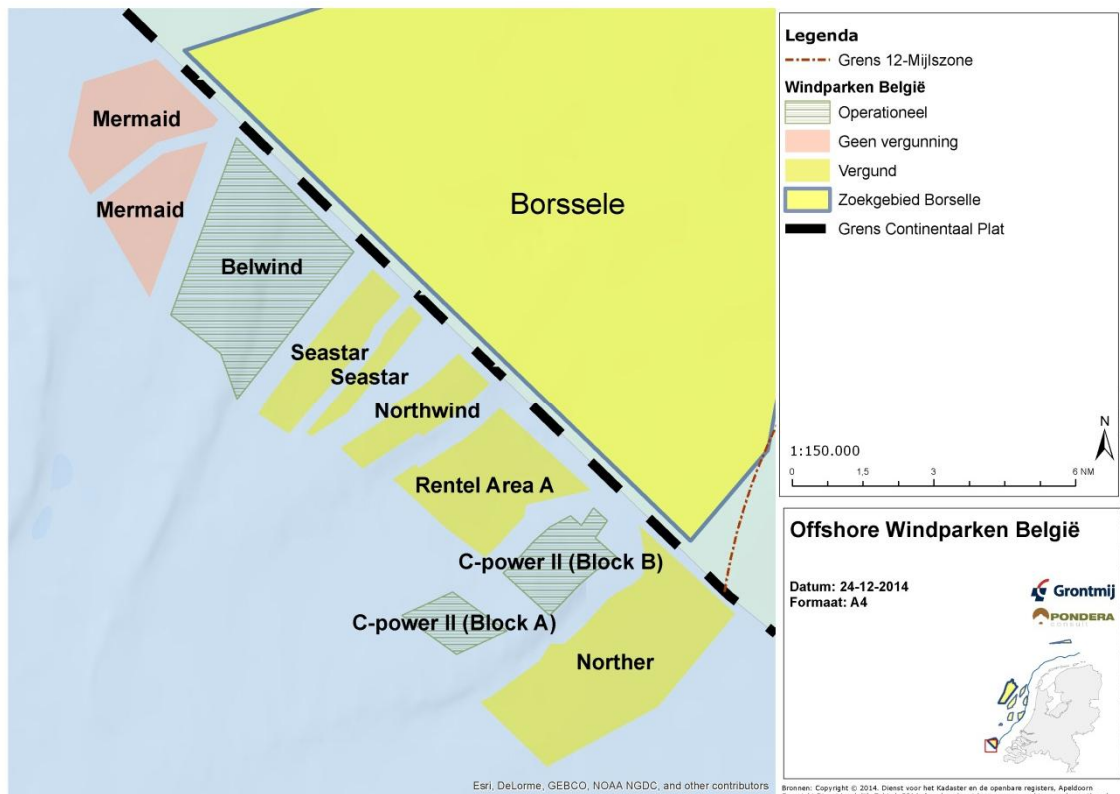 Mermaid
Mermaid
Belwind
Seastar
Seastar
Northwind
Rentel Area A
C-power II (Block B)
C-power II (Block A)
Norther
Borssele
Esri, DeLorme, GEBCO, NOAA NGDC, and other contributors
Legenda
Grens 12-Mijlszone
Windparken België
Operationeel
Geen vergunning
Vergund
Zoekgebied Borselle
Grens Continentaal Plat
N
1:150.000
0 1,5 3 6 NM
Offshore Windparken België
Datum: 24-12-2014
Formaat: A4
Grontmij
PONDERA
Bronnen: Copyright © 2014. Dienst voor het Kadaster en de openbare registers, Apeldoorn